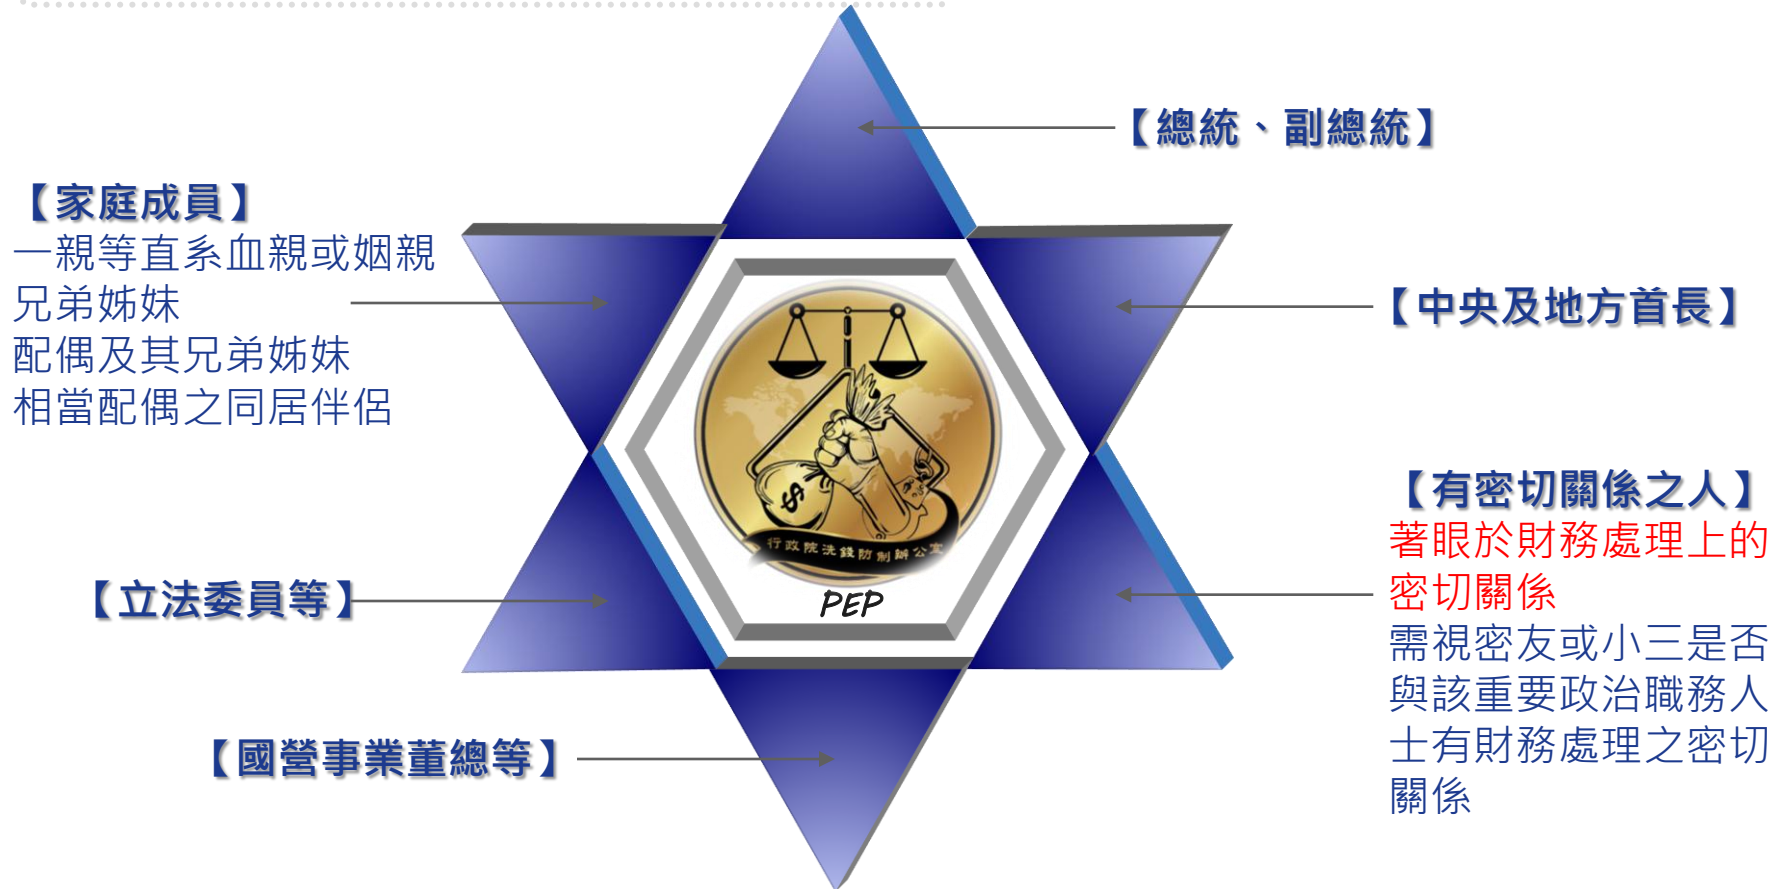 【總統、副總統】
【家庭成員】
一親等直系血親或姻親
兄弟姊妹
配偶及其兄弟姊妹
相當配偶之同居伴侶
【中央及地方首長】
$
行政院洗錢防制辦公室
PEP
【有密切關係之人】
著眼於財務處理上的
密切關係
需視密友或小三是否
與該重要政治職務人
士有財務處理之密切
關係
【立法委員等】
【國營事業董總等】